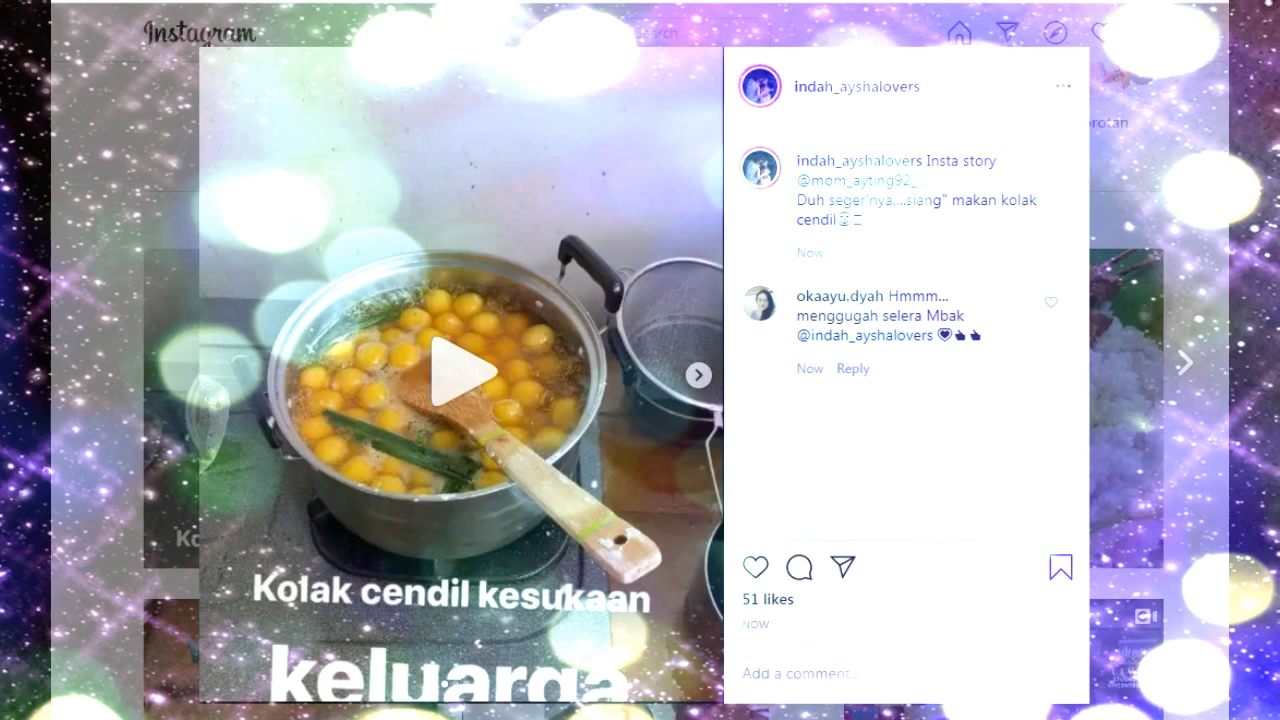 Instagram
indah_ayshalovers
indah_ayshalovers Insta story
@mom_ayting92_
Duh seger'nya....siang" makan kolak
cendil
Now
okaayu.dyah Hmmm...
menggugah selera Mbak
@indah_ayshalovers
Now Reply
51 likes
NOW
Add a comment...
Kolak cendil kesukaan
keluarga